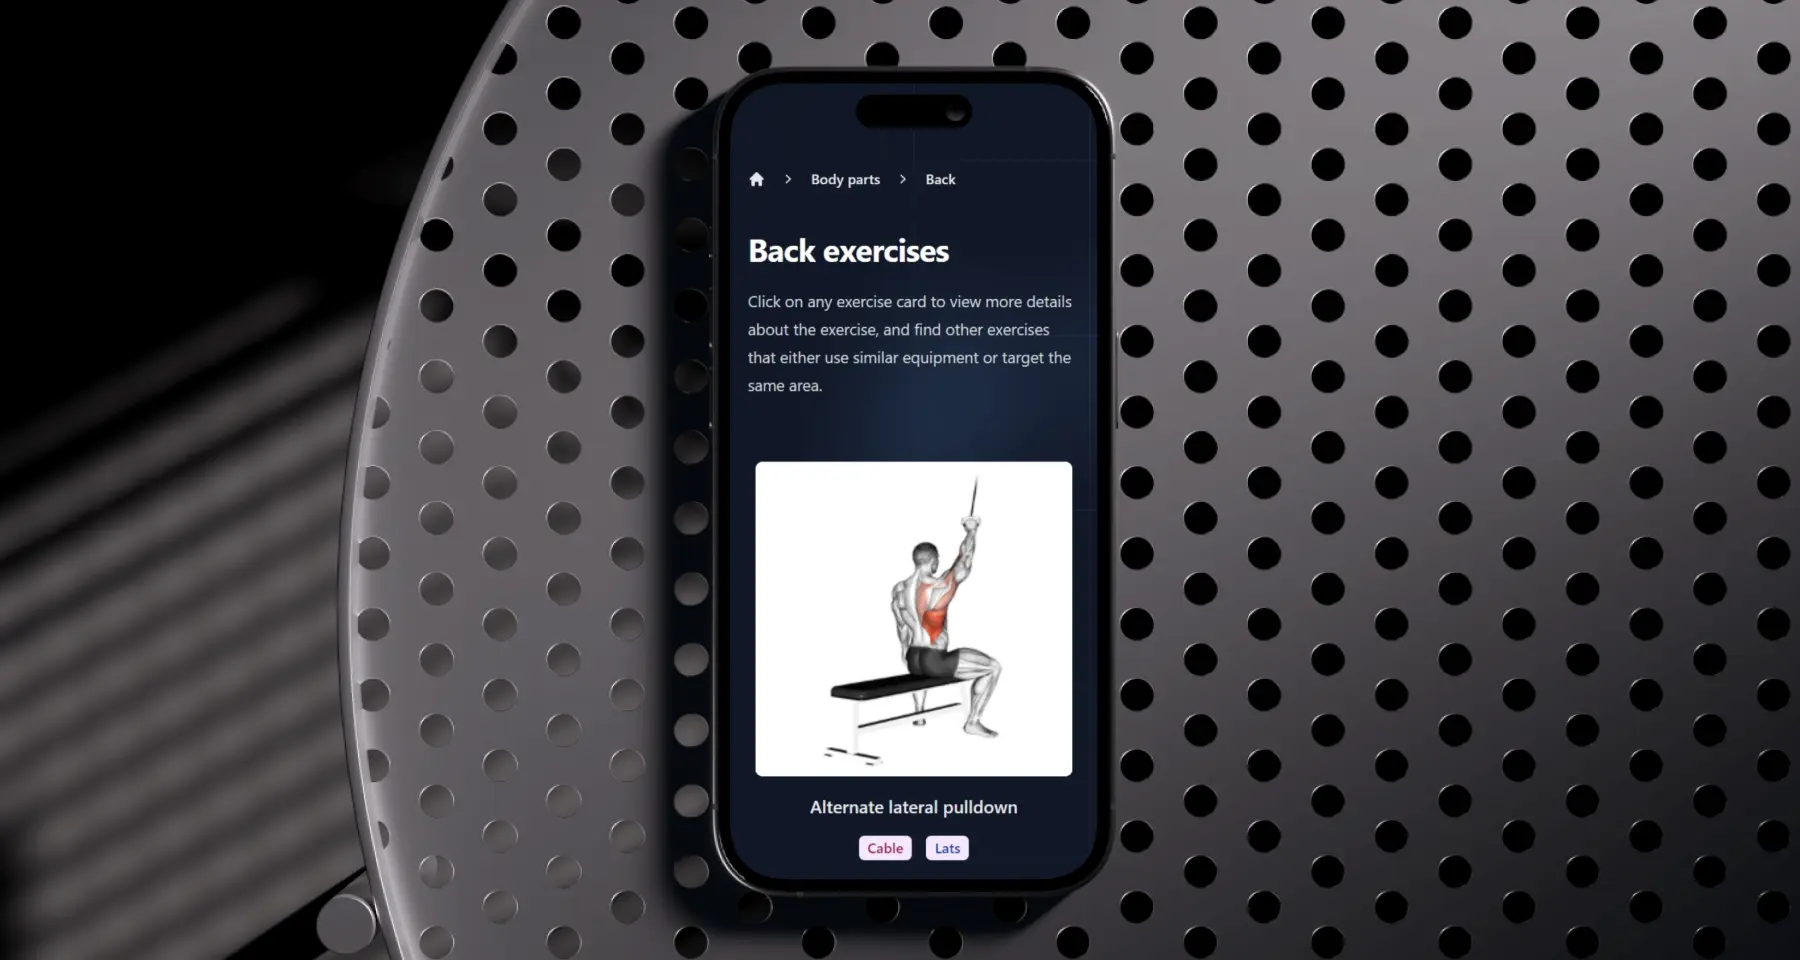 Body parts
Back
Back exercises
Click on any exercise card to view more details
about the exercise, and find other exercises
that either use similar equipment or target the
same area.
Alternate lateral pulldown
Cable
Lats